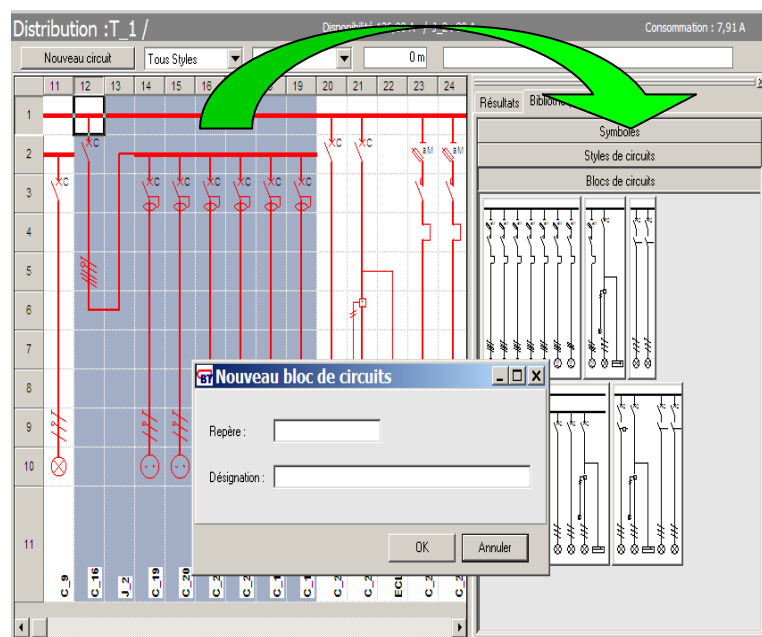 Distribution :T_1 /
Consommation : 7,91 A
Nouveau circuit
Tous Styles
0 m
11 12 13 14 15 16 19 20 21 22 23 24
Résultats
Symboles
Styles de circuits
Blocs de circuits
1
2
3
4
5
6
7
8
9
10
11
C C aM aM
C C C C C C C
BT Nouveau bloc de circuits
Repère :
Désignation :
OK Annuler
C_9 C_16 J_2 C_19 C_20